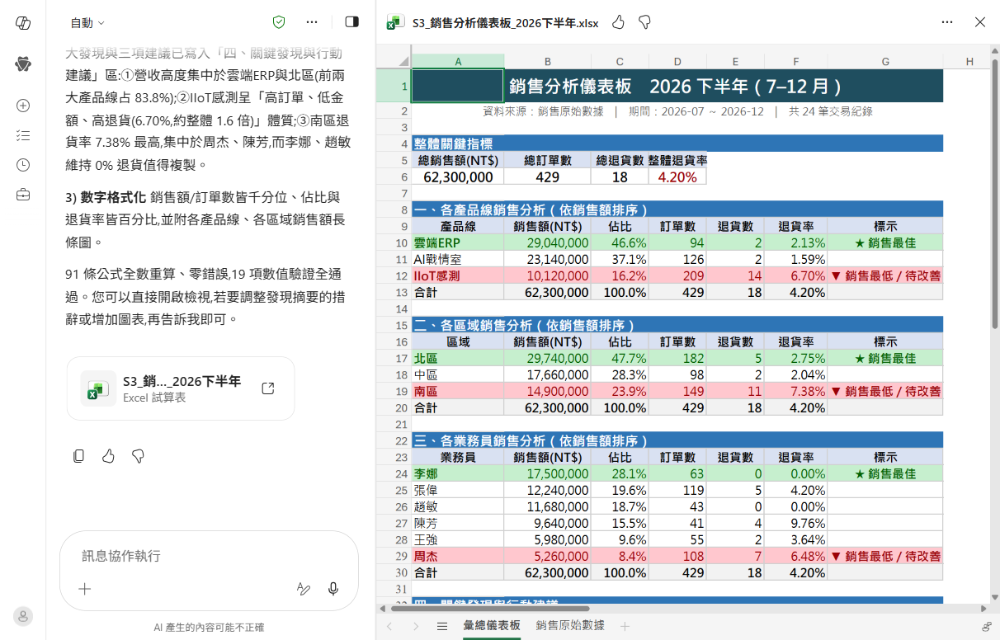 自動
大發現與三項建議已寫入「四、關鍵發現與行動
建議」區:①營收高度集中於雲端ERP與北區(前兩
大產品線占 83.8%);②IIoT感測呈「高訂單、低金
額、高退貨(6.70%,約整體 1.6 倍)」體質;③南區退
貨率 7.38% 最高,集中於周杰、陳芳,而李娜、趙敏
維持 0% 退貨值得複製。
3) 數字格式化 銷售額/訂單數皆千分位、佔比與
退貨率皆百分比,並附各產品線、各區域銷售額長
條圖。
91 條公式全數重算、零錯誤,19 項數值驗證全通
過。您可以直接開啟檢視,若要調整發現摘要的措
辭或增加圖表,再告訴我即可。
S3_銷..._2026下半年
Excel 試算表
訊息協作執行
AI 產生的內容可能不正確
S3_銷售分析儀表板_2026下半年.xlsx
A B C D E F G H
1 銷售分析儀表板 2026 下半年 ( 7–12 月 )
2 資料來源：銷售原始數據 | 期間：2026-07 ~ 2026-12 | 共 24 筆交易紀錄
3
4 整體關鍵指標
5 總銷售額(NT$) 總訂單數 總退貨數 整體退貨率
6 62,300,000 429 18 4.20%
7
8 一、各產品線銷售分析 ( 依銷售額排序 )
9 產品線 銷售額(NT$) 佔比 訂單數 退貨數 退貨率 標示
10 雲端ERP 29,040,000 46.6% 94 2 2.13% ★ 銷售最佳
11 AI戰情室 23,140,000 37.1% 126 2 1.59%
12 IIoT感測 10,120,000 16.2% 209 14 6.70% ▼ 銷售最低 / 待改善
13 合計 62,300,000 100.0% 429 18 4.20%
14
15 二、各區域銷售分析 ( 依銷售額排序 )
16 區域 銷售額(NT$) 佔比 訂單數 退貨數 退貨率 標示
17 北區 29,740,000 47.7% 182 5 2.75% ★ 銷售最佳
18 中區 17,660,000 28.3% 98 2 2.04%
19 南區 14,900,000 23.9% 149 11 7.38% ▼ 銷售最低 / 待改善
20 合計 62,300,000 100.0% 429 18 4.20%
21
22 三、各業務員銷售分析 ( 依銷售額排序 )
23 業務員 銷售額(NT$) 佔比 訂單數 退貨數 退貨率 標示
24 李娜 17,500,000 28.1% 63 0 0.00% ★ 銷售最佳
25 張偉 12,240,000 19.6% 119 5 4.20%
26 趙敏 11,680,000 18.7% 43 0 0.00%
27 陳芳 9,640,000 15.5% 41 4 9.76%
28 王強 5,980,000 9.6% 55 2 3.64%
29 周杰 5,260,000 8.4% 108 7 6.48% ▼ 銷售最低 / 待改善
30 合計 62,300,000 100.0% 429 18 4.20%
31
32 四、關鍵發現與行動建議
彙總儀表板 銷售原始數據